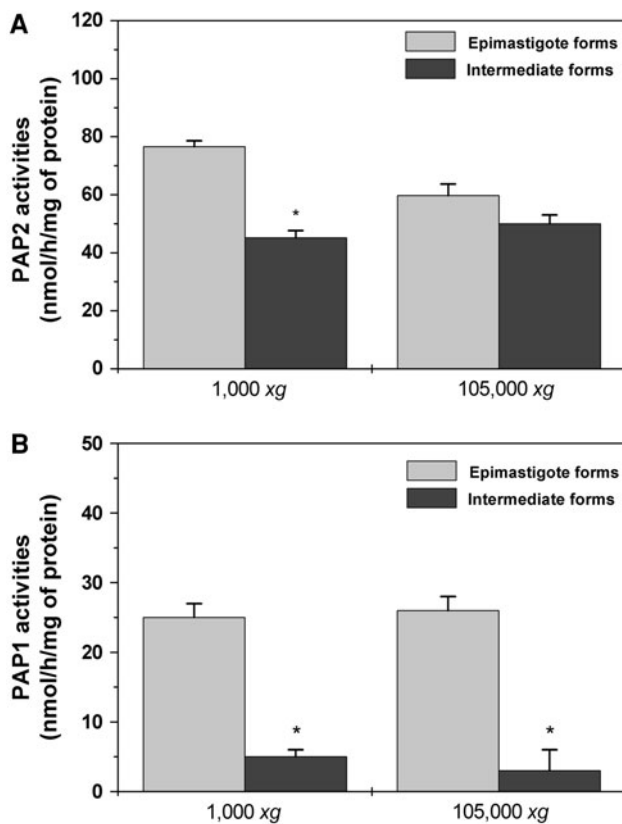 A
120
100
80
60
40
20
0
PAP2 activities
(nmol/h/mg of protein)
Epimastigote forms
Intermediate forms
*
1,000 xg
105,000 xg
B
50
40
30
20
10
0
PAP1 activities
(nmol/h/mg of protein)
Epimastigote forms
Intermediate forms
*
*
1,000 xg
105,000 xg